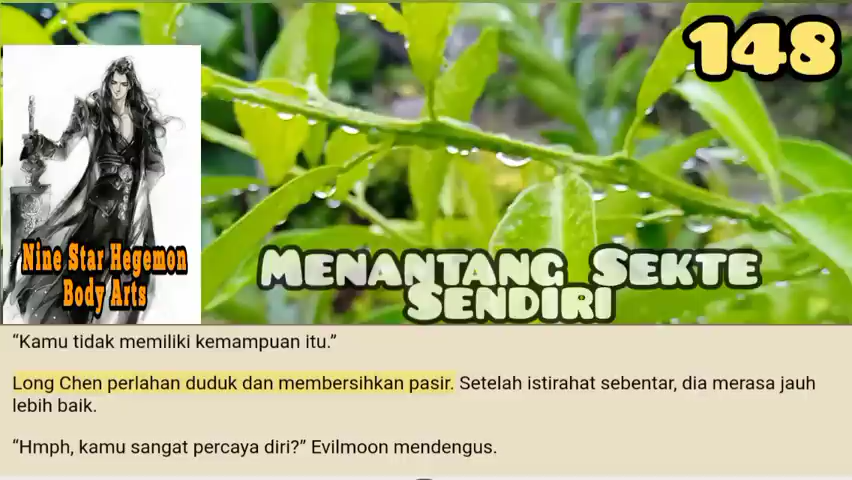 148
Nine Star Hegemon
Body Arts
Menantang Sekte
Sendiri
“Kamu tidak memiliki kemampuan itu.”
Long Chen perlahan duduk dan membersihkan pasir. Setelah istirahat sebentar, dia merasa jauh
lebih baik.
“Hmph, kamu sangat percaya diri?” Evilmoon mendengus.